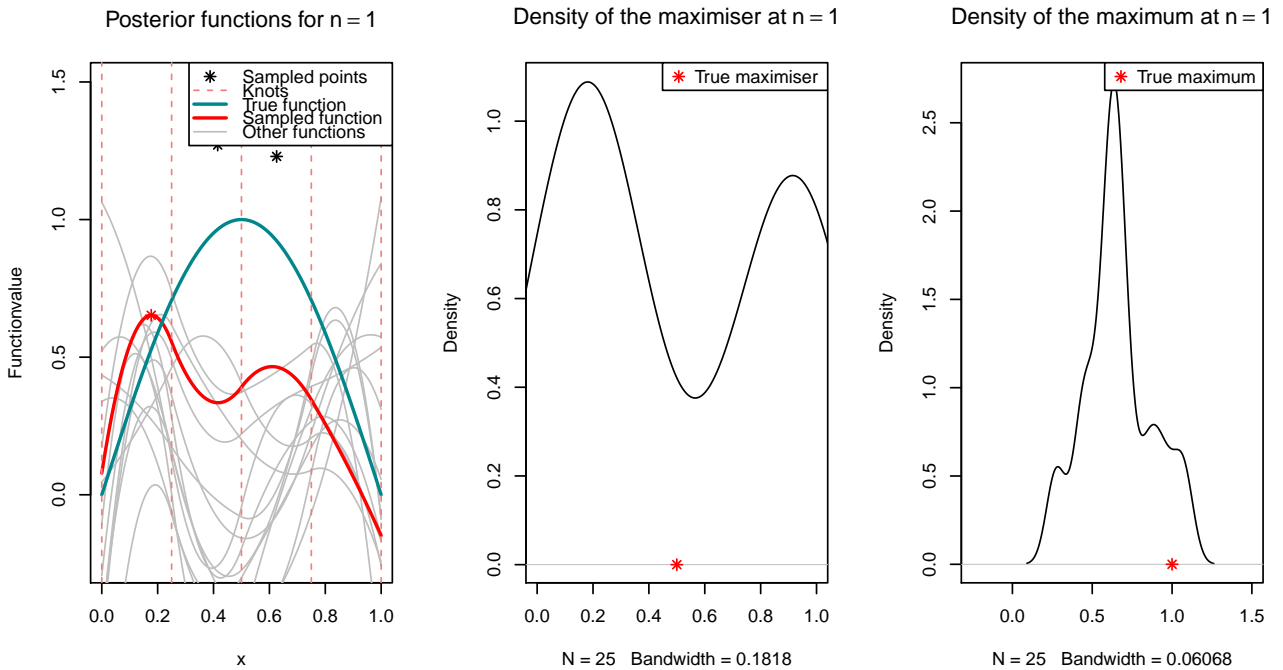 Posterior functions for n = 1
Sampled points
Knots
True function
Sampled function
Other functions
Functionvalue
1.5
1.0
0.5
0.0
0.0 0.2 0.4 0.6 0.8 1.0
x
Density of the maximiser at n = 1
True maximiser
Density
1.0
0.8
0.6
0.4
0.2
0.0
0.0 0.2 0.4 0.6 0.8 1.0
N = 25 Bandwidth = 0.1818
Density of the maximum at n = 1
True maximum
Density
2.5
2.0
1.5
1.0
0.5
0.0
0.0 0.5 1.0 1.5
N = 25 Bandwidth = 0.06068